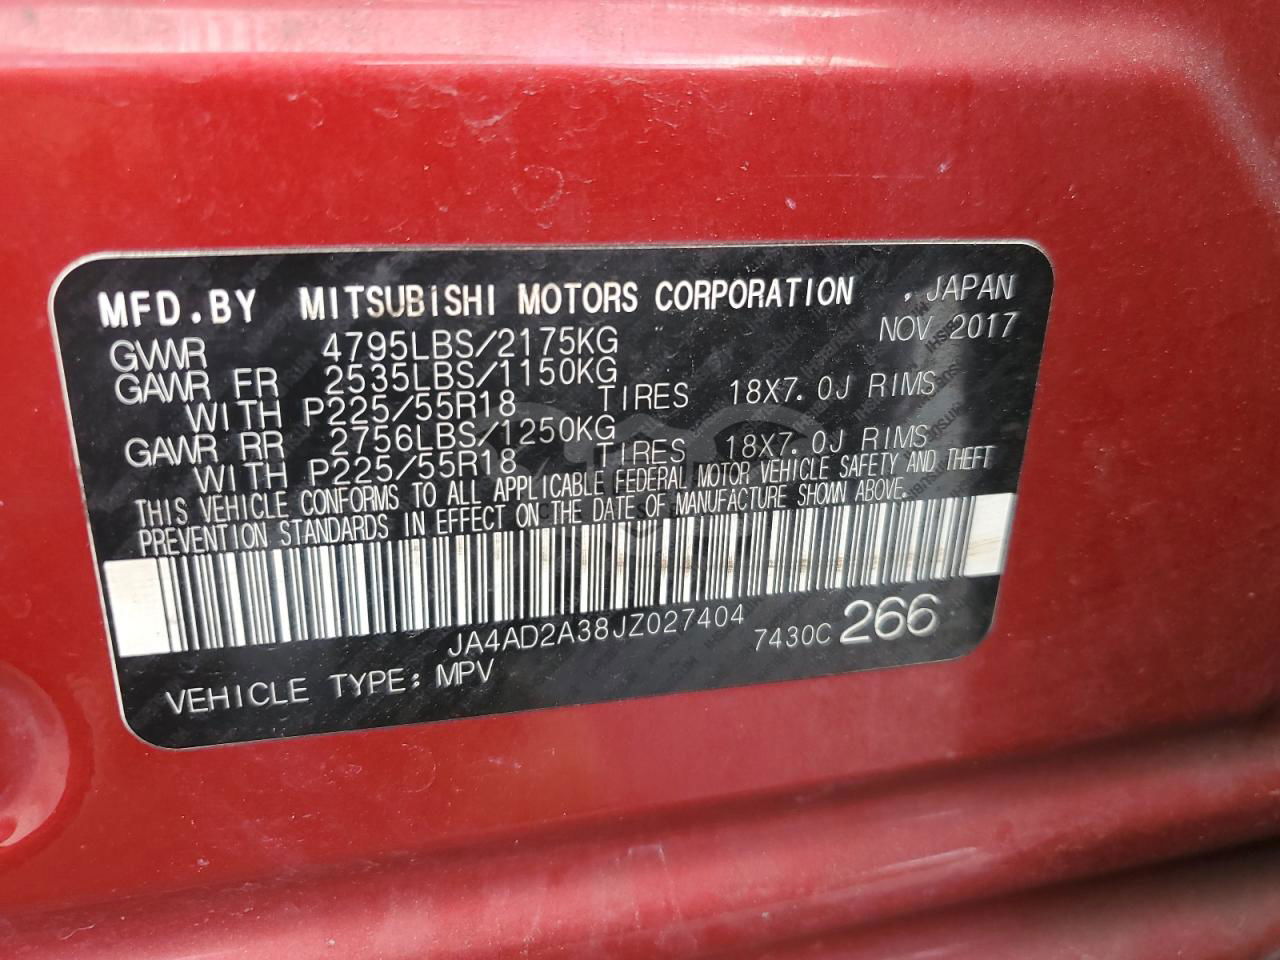 MFD.BY MITSUBISHI MOTORS CORPORATION , JAPAN
GVWR 4795LBS/2175KG NOV 2017
GAWR FR 2535LBS/1150KG
WITH P225/55R18 TIRES 18X7.0J RIMS
GAWR RR 2756LBS/1250KG
WITH P225/55R18 TIRES 18X7.0J RIMS
THIS VEHICLE CONFORMS TO ALL APPLICABLE FEDERAL MOTOR VEHICLE SAFETY AND THEFT
PREVENTION STANDARDS IN EFFECT ON THE DATE OF MANUFACTURE SHOWN ABOVE.
JA4AD2A38JZ027404 7430C 266
VEHICLE TYPE: MPV